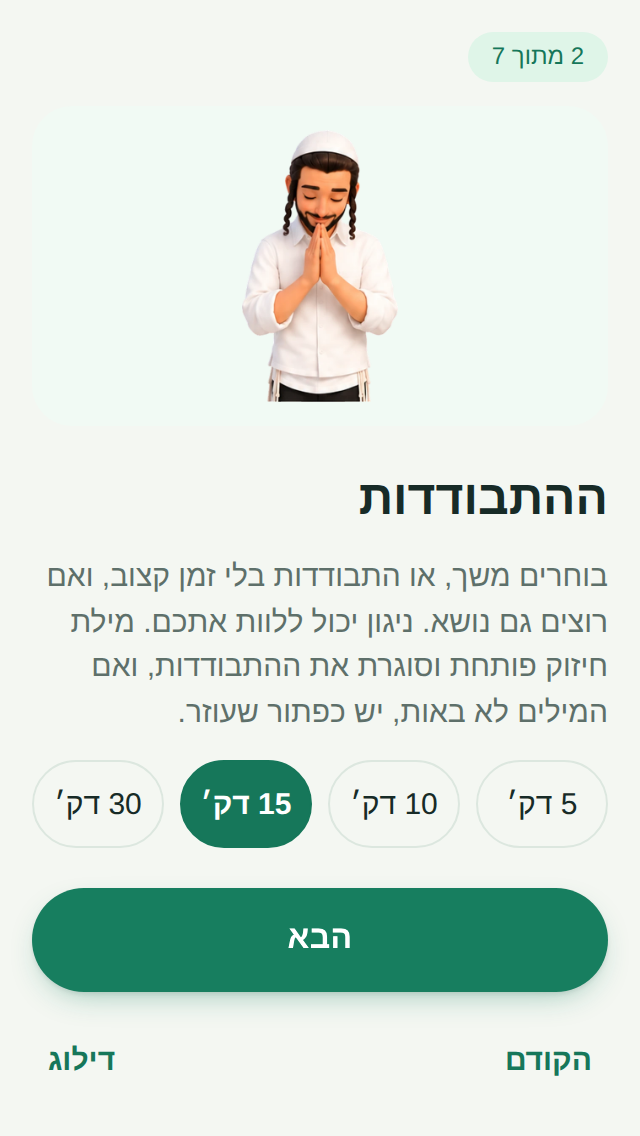 2 מתוך 7
ההתבודדות
בוחרים משך, או התבודדות בלי זמן קצוב, ואם
רוצים גם נושא. ניגון יכול ללוות אתכם. מילת
חיזוק פותחת וסוגרת את ההתבודדות, ואם
המילים לא באות, יש כפתור שעוזר.
5 דק׳
10 דק׳
15 דק׳
30 דק׳
הבא
הקודם
דילוג